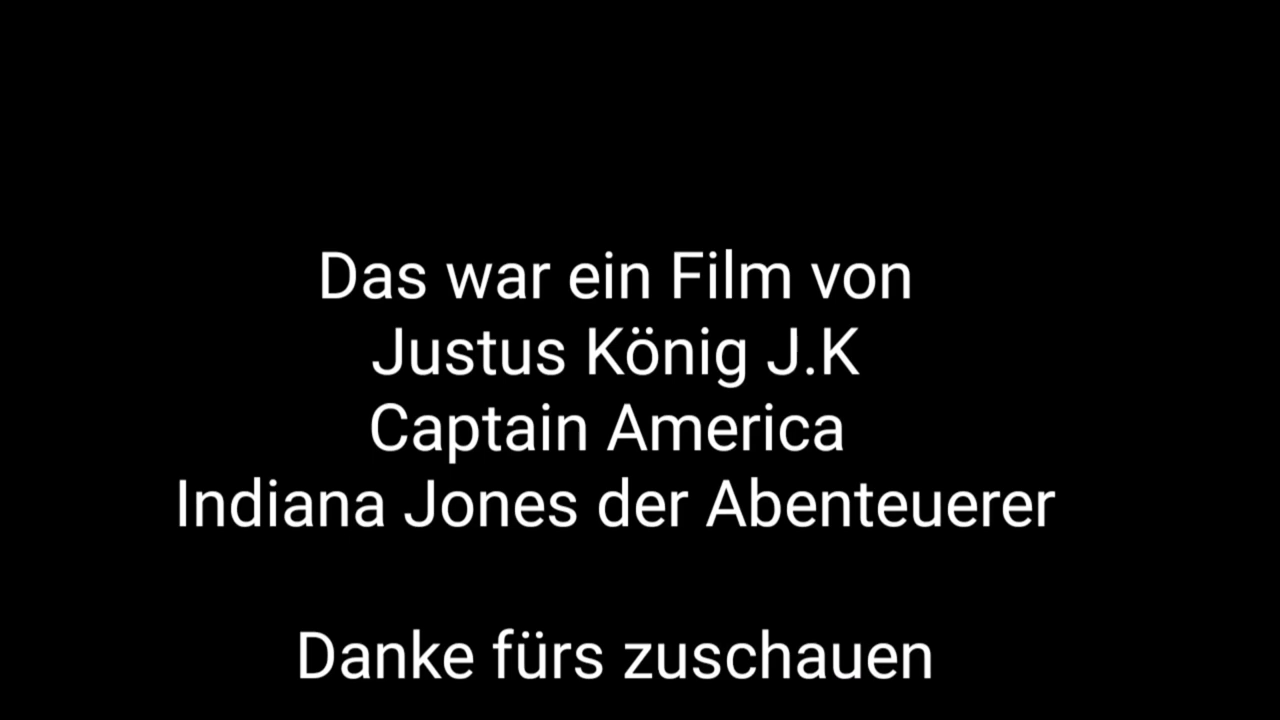 Das war ein Film von
Justus König J.K
Captain America
Indiana Jones der Abenteuerer
Danke fürs zuschauen